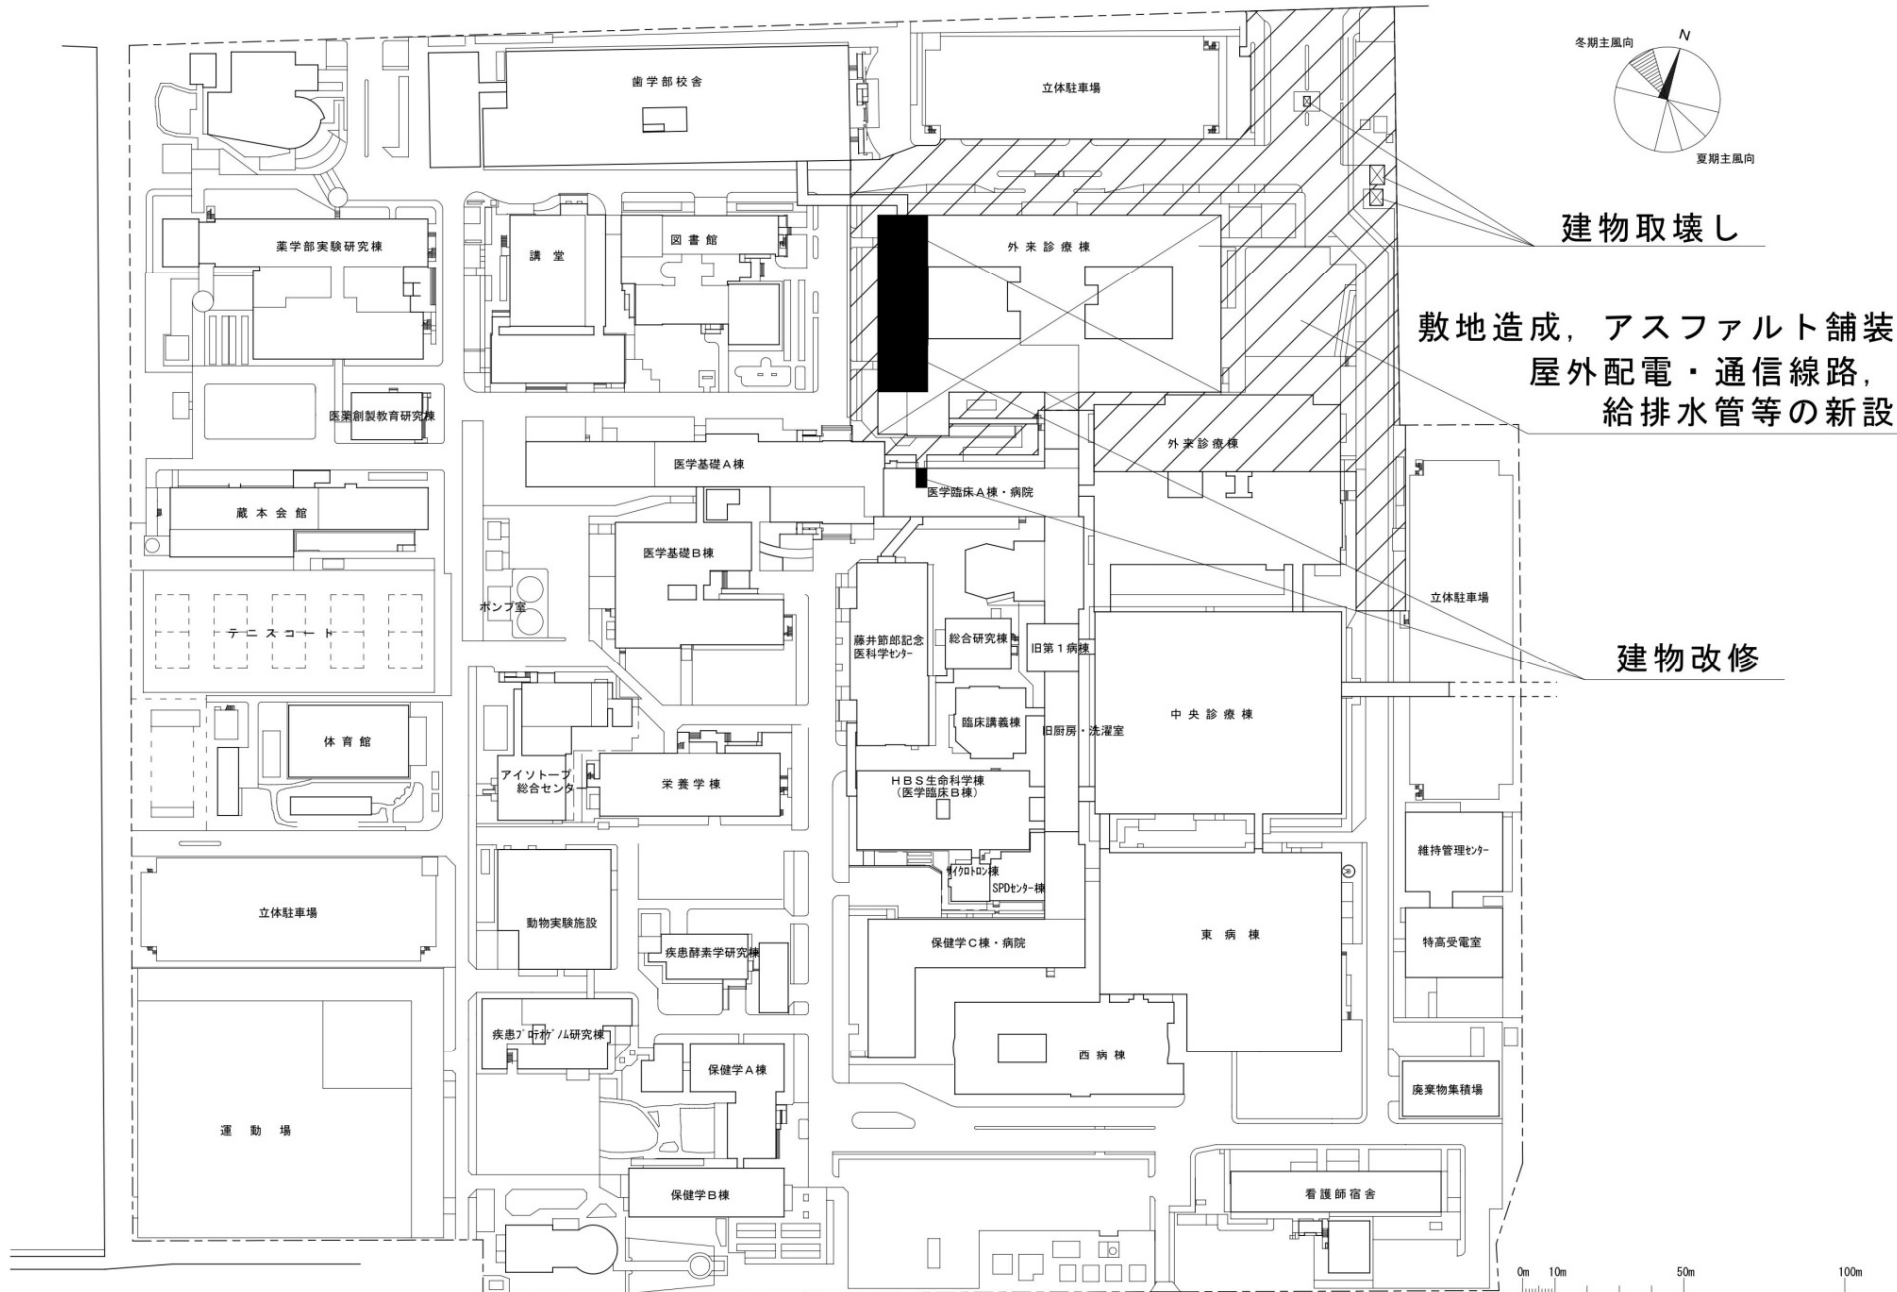 冬期主風向
N
夏期主風向
歯学部校舎
立体駐車場
建物取壊し
薬学部実験研究棟
講堂
図書館
外来診療棟
敷地造成，アスファルト舗装
屋外配電・通信線路，
給排水管等の新設
医薬創製教育研究棟
外来診療棟
医学基礎A棟
医学臨床A棟・病院
蔵本会館
医学基礎B棟
ポンプ室
テニスコート
立体駐車場
藤井節郎記念
医科学センター
総合研究棟
旧第1病棟
建物改修
中央診療棟
臨床講義棟
旧厨房・洗濯室
体育館
アイソトープ
総合センター
栄養学棟
HBS生命科学棟
（医学臨床B棟）
維持管理センター
サイクロトロン棟
SPDセンター棟
立体駐車場
動物実験施設
疾患酵素学研究棟
保健学C棟・病院
東病棟
特高受電室
疾患プロテオゲノム研究棟
保健学A棟
西病棟
廃棄物集積場
運動場
保健学B棟
看護師宿舎
0m 10m 50m 100m